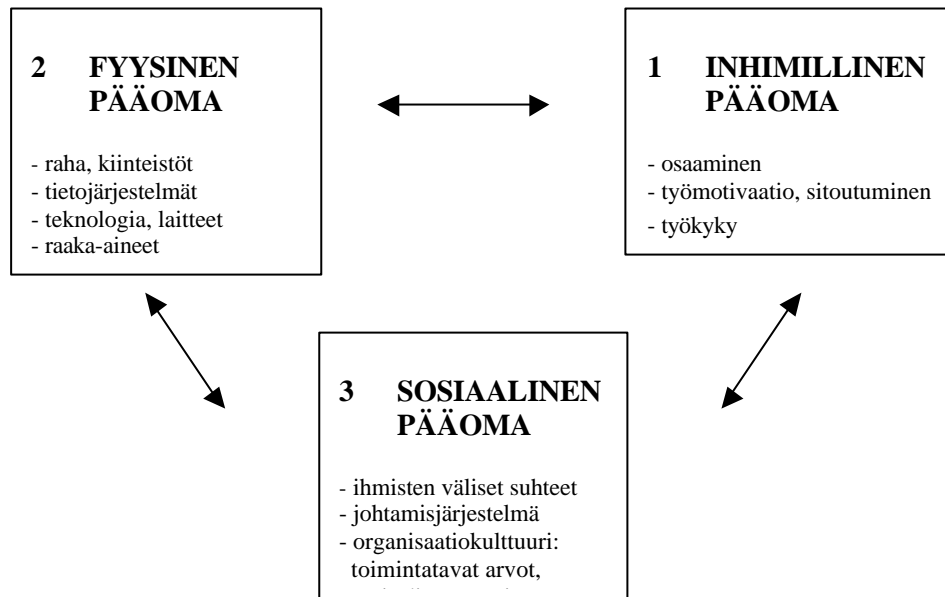 2 FYYSINEN
PÄÄOMA
- raha, kiinteistöt
- tietojärjestelmät
- teknologia, laitteet
- raaka-aineet
1 INHIMILLINEN
PÄÄOMA
- osaaminen
- työmotivaatio, sitoutuminen
- työkyky
3 SOSIAALINEN
PÄÄOMA
- ihmisten väliset suhteet
- johtamisjärjestelmä
- organisaatiokulttuuri:
toimintatavat arvot,